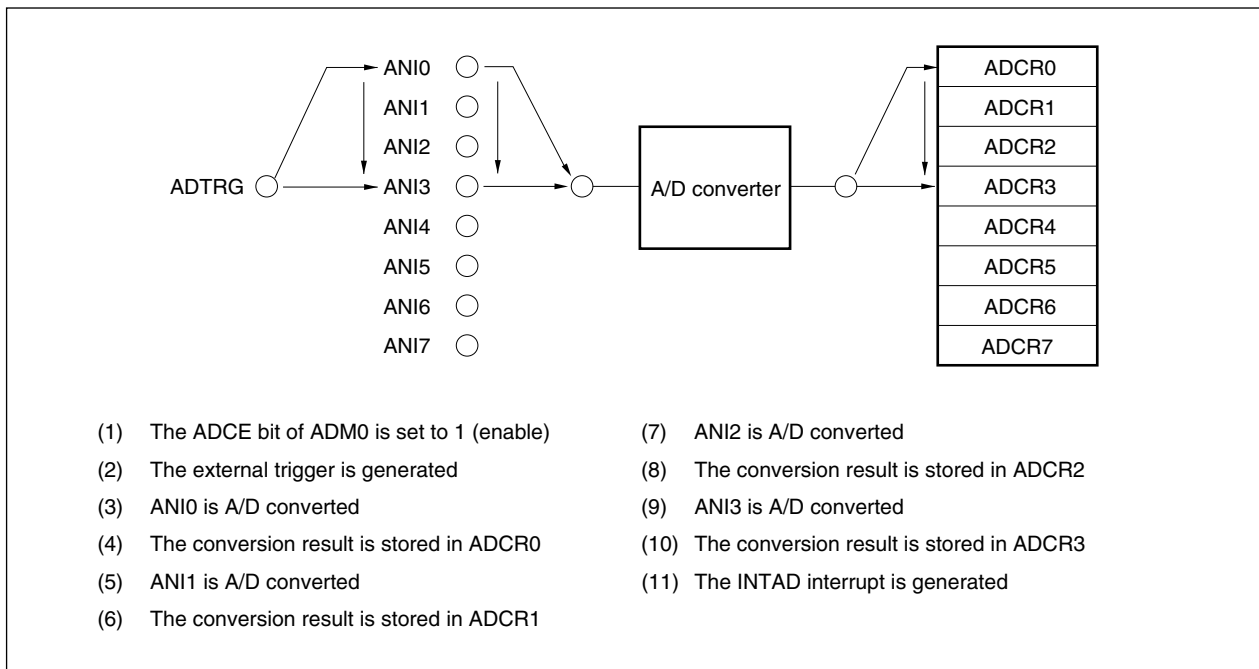 ADTRG
ANI0
ANI1
ANI2
ANI3
ANI4
ANI5
ANI6
ANI7
A/D converter
ADCR0
ADCR1
ADCR2
ADCR3
ADCR4
ADCR5
ADCR6
ADCR7
(1) The ADCE bit of ADM0 is set to 1 (enable)
(2) The external trigger is generated
(3) ANI0 is A/D converted
(4) The conversion result is stored in ADCR0
(5) ANI1 is A/D converted
(6) The conversion result is stored in ADCR1
(7) ANI2 is A/D converted
(8) The conversion result is stored in ADCR2
(9) ANI3 is A/D converted
(10) The conversion result is stored in ADCR3
(11) The INTAD interrupt is generated